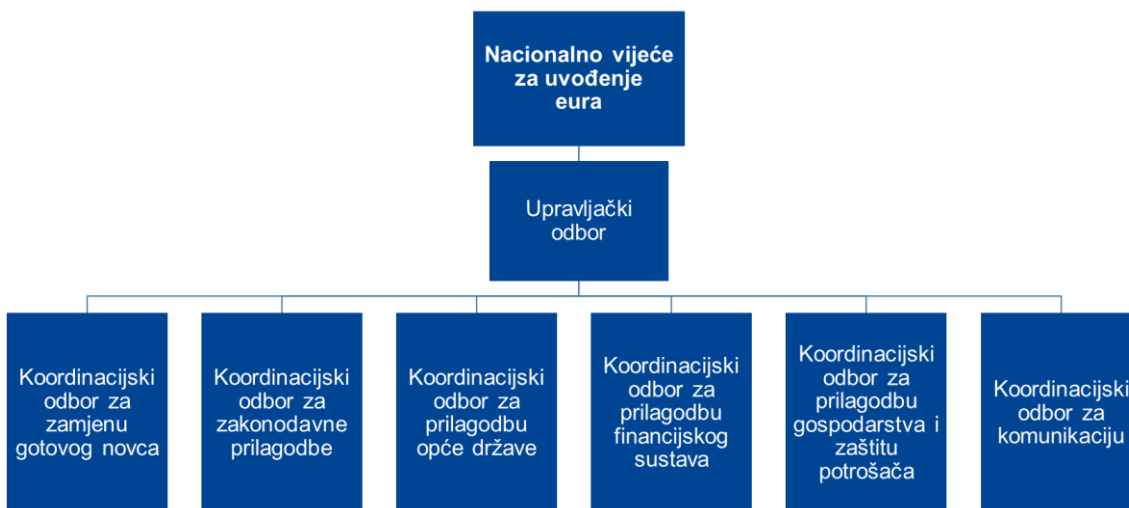 Nacionalno vijeće
za uvođenje
eura
Upravljački
odbor
Koordinacijski
odbor za
zamjenu
gotovog novca
Koordinacijski
odbor za
zakonodavne
prilagodbe
Koordinacijski
odbor za
prilagodbu
opće države
Koordinacijski
odbor za
prilagodbu
financijskog
sustava
Koordinacijski
odbor za
prilagodbu
gospodarstva i
zaštitu
potrošača
Koordinacijski
odbor za
komunikaciju